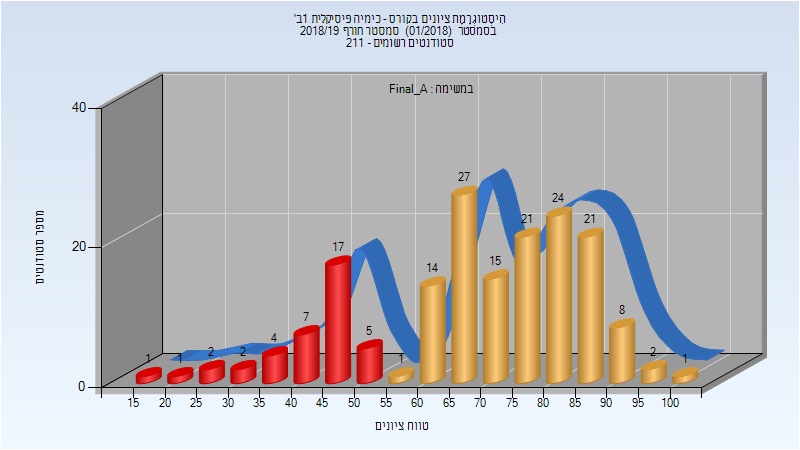 היסטוגרמת ציונים בקורס - כימיה פיסיקלית 1ב'
בסמסטר (01/2018) סמסטר חורף 2018/19
סטודנטים רשומים - 211
במשימה : Final_A
40
20
0
מספר סטודנטים
1 1 2 2 4 7 17 5 1 14 27 15 21 24 21 8 2 1
15 20 25 30 35 40 45 50 55 60 65 70 75 80 85 90 95 100
טווח ציונים